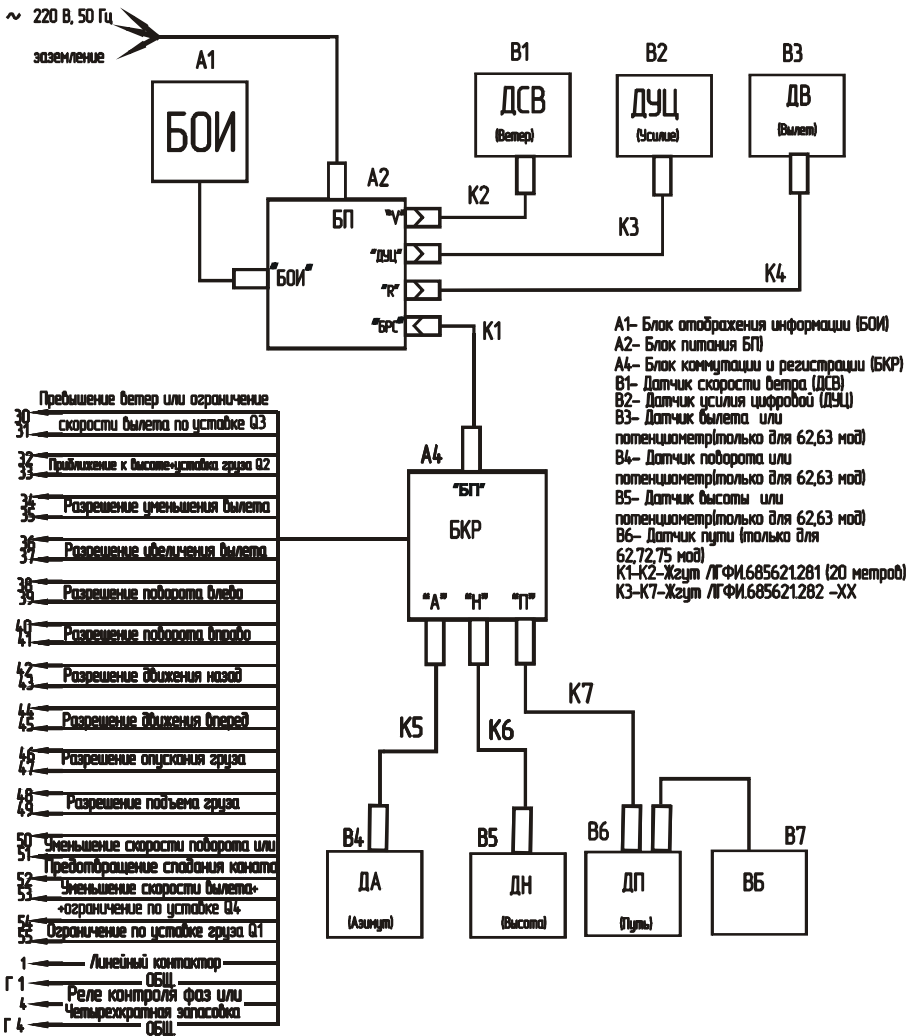 ~ 220 В, 50 Гц
заземление
А1
БОИ
В1
ДСВ
(Ветер)
В2
ДУЦ
(Усилие)
В3
ДВ
(Вылет)
А2
БП
"V"
"ДУЦ"
"R"
"БРС"
"БОИ"
К2
К3
К4
К1
А1- Блок отображения информации (БОИ)
А2- Блок питания БП)
А4- Блок коммутации и регистрации (БКР)
В1- Датчик скорости ветра (ДСВ)
В2- Датчик усилия цифровой (ДУЦ)
В3- Датчик вылета или
потенциометр(только для 62,63 мод)
В4- Датчик поворота или
потенциометр(только для 62,63 мод)
В5- Датчик высоты или
потенциометр(только для 62,63 мод)
В6- Датчик пути (только для
62,72,75 мод)
К1-К2-Жгут ЛГФИ.685621.281 (20 метров)
К3-К7-Жгут ЛГФИ.685621.282 -ХХ
А4
"БП"
БКР
"А" "Н" "П"
К5
К6
К7
В4
ДА
(Азимут)
В5
ДН
(Высота)
В6
ДП
(Путь)
В7
ВБ
Превышение ветер или ограничение
30
31
скорости вылета по уставке Q3
32
33
Приближение к высоте+уставка груза Q2
34
35
Разрешение уменьшения вылета
36
37
Разрешение ивеличения вылета
38
39
Разрешение поворота влево
40
41
Разрешение поворота вправо
42
43
Разрешение движения назад
44
45
Разрешение движения вперед
46
47
Разрешение опускания груза
48
49
Разрешение подъема груза
50
51
Уменьшение скорости поворота или
Предотвращение спадания каната
52
53
Уменьшение скорости вылета+
+ограничение по уставке Q4
54
55
Ограничение по уставке груза Q1
1
Линейный контактор
Г 1
ОБЩ.
4
Реле контроля фаз или
Четырехкратная запасовка
Г 4
ОБЩ